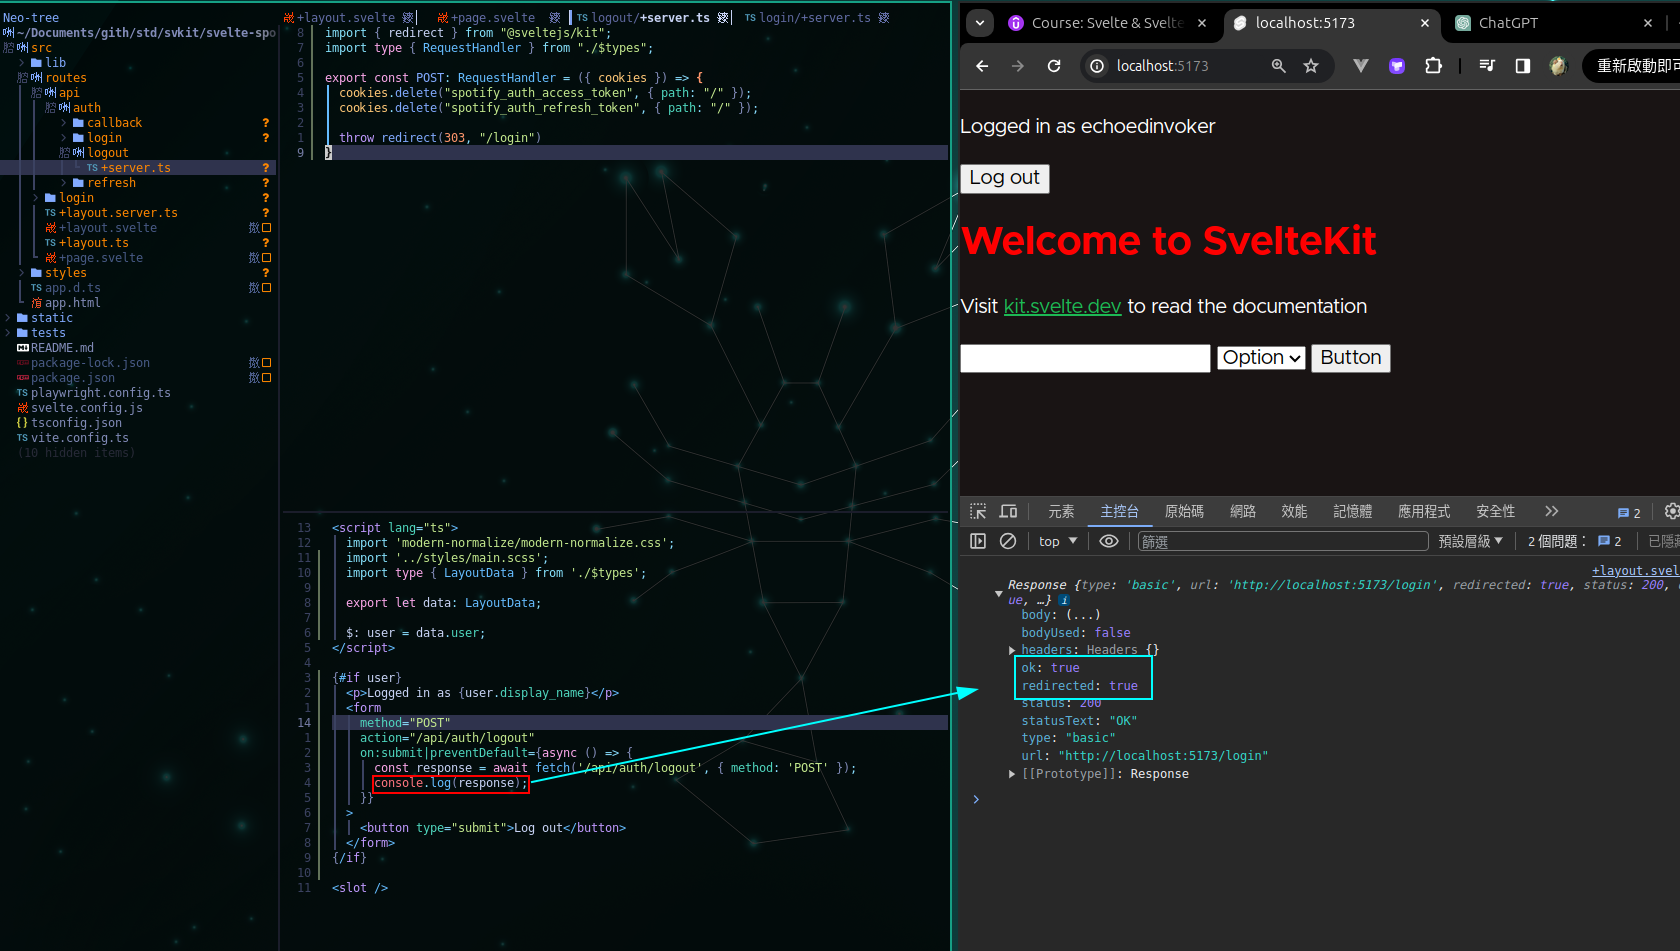 Neo-tree
~/Documents/gith/std/svkit/svelte-spo
src
lib
routes
api
auth
callback ?
login ?
logout
TS +server.ts ?
refresh ?
login ?
TS +layout.server.ts ?
+layout.svelte
TS +layout.ts ?
+page.svelte
styles ?
TS app.d.ts
app.html
static
tests
README.md
package-lock.json
package.json
TS playwright.config.ts
svelte.config.js
{} tsconfig.json
TS vite.config.ts
(10 hidden items)
+layout.svelte
+page.svelte
TS logout/+server.ts
TS login/+server.ts
8 import { redirect } from "@sveltejs/kit";
7 import type { RequestHandler } from "./$types";
6
5 export const POST: RequestHandler = ({ cookies }) => {
4 cookies.delete("spotify_auth_access_token", { path: "/" });
3 cookies.delete("spotify_auth_refresh_token", { path: "/" });
2
1 throw redirect(303, "/login")
9 }
13 <script lang="ts">
12 import 'modern-normalize/modern-normalize.css';
11 import '../styles/main.scss';
10 import type { LayoutData } from './$types';
9
8 export let data: LayoutData;
7
6 $: user = data.user;
5 </script>
4
3 {#if user}
2 <p>Logged in as {user.display_name}</p>
1 <form
14 method="POST"
1 action="/api/auth/logout"
2 on:submit|preventDefault={async () => {
3 const response = await fetch('/api/auth/logout', { method: 'POST' });
4 console.log(response);
5 }}
6 >
7 <button type="submit">Log out</button>
8 </form>
9 {/if}
10
11 <slot />
Course: Svelte & Svelte
localhost:5173
ChatGPT
localhost:5173
重新啟動即可
Logged in as echoedinvoker
Log out
Welcome to SvelteKit
Visit kit.svelte.dev to read the documentation
Option
Button
元素 主控台 原始碼 網路 效能 記憶體 應用程式 安全性 2
top 篩選 預設層級 2 個問題： 2 已隱藏
+layout.svel
Response {type: 'basic', url: 'http://localhost:5173/login', redirected: true, status: 200,
ue, …}
body: (...)
bodyUsed: false
headers: Headers {}
ok: true
redirected: true
status: 200
statusText: "OK"
type: "basic"
url: "http://localhost:5173/login"
[[Prototype]]: Response